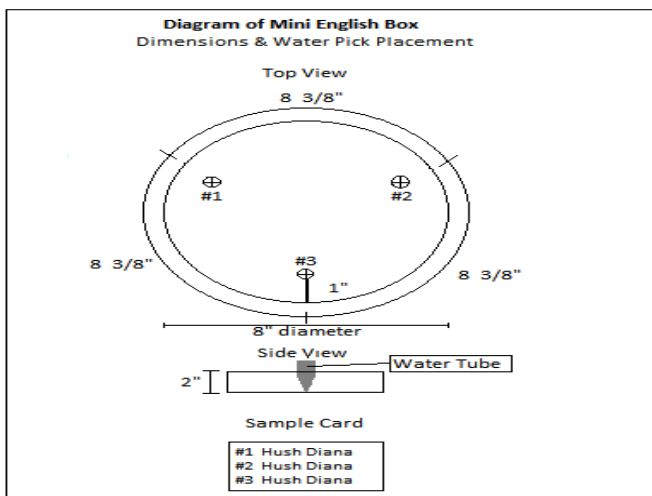 Diagram of Mini English Box
Dimensions & Water Pick Placement
Top View
8 3/8"
#1
#2
#3
8 3/8"
1"
8 3/8"
8" diameter
Side View
Water Tube
2"
Sample Card
#1 Hush Diana
#2 Hush Diana
#3 Hush Diana